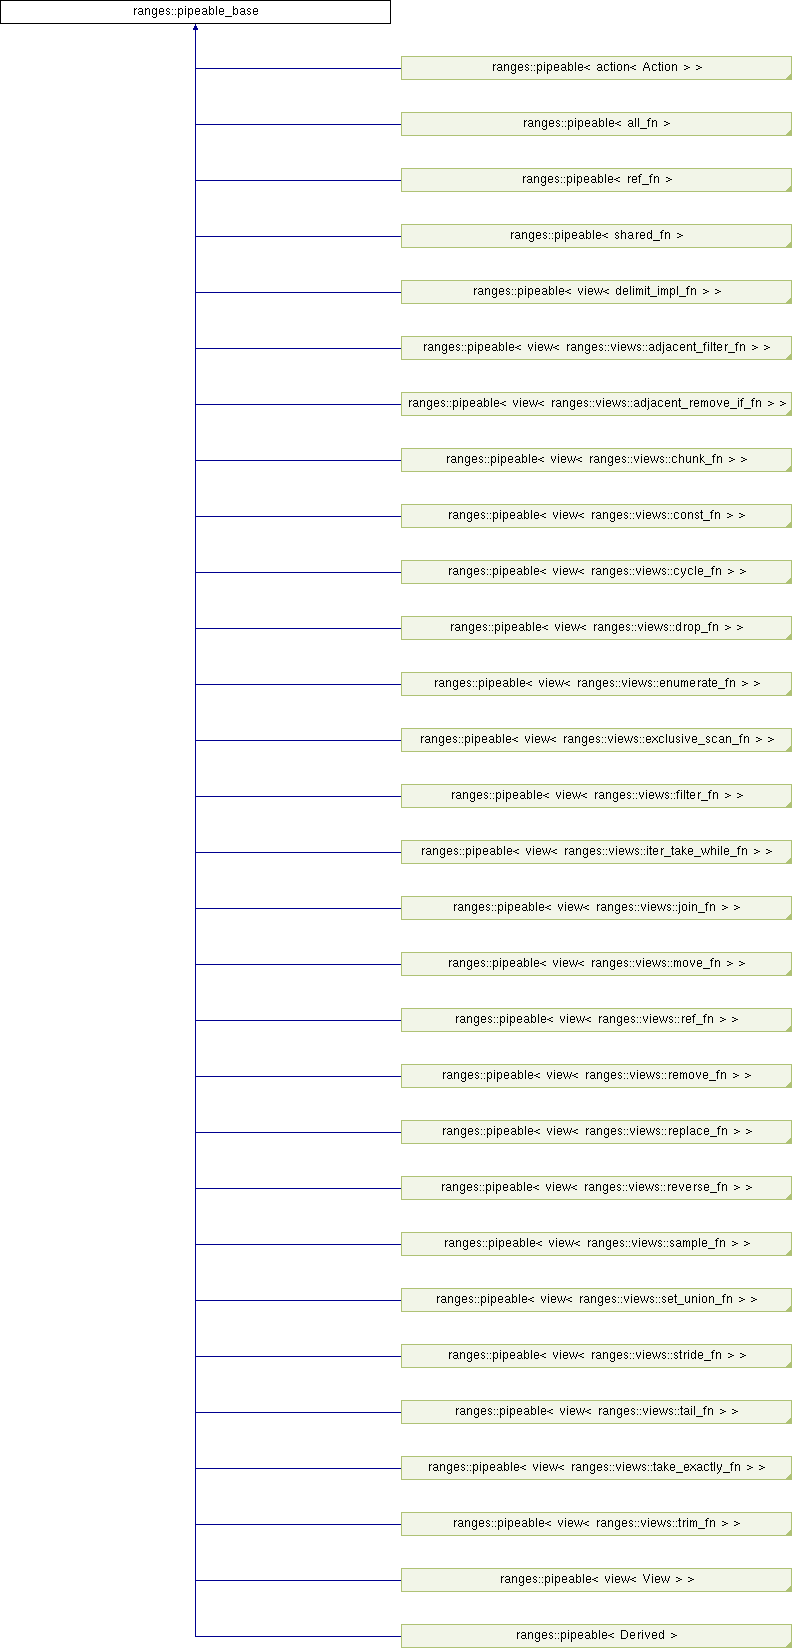 ranges::pipeable_base
ranges::pipeable< action< Action > >
ranges::pipeable< all_fn >
ranges::pipeable< ref_fn >
ranges::pipeable< shared_fn >
ranges::pipeable< view< delimit_impl_fn > >
ranges::pipeable< view< ranges::views::adjacent_filter_fn > >
ranges::pipeable< view< ranges::views::adjacent_remove_if_fn > >
ranges::pipeable< view< ranges::views::chunk_fn > >
ranges::pipeable< view< ranges::views::const_fn > >
ranges::pipeable< view< ranges::views::cycle_fn > >
ranges::pipeable< view< ranges::views::drop_fn > >
ranges::pipeable< view< ranges::views::enumerate_fn > >
ranges::pipeable< view< ranges::views::exclusive_scan_fn > >
ranges::pipeable< view< ranges::views::filter_fn > >
ranges::pipeable< view< ranges::views::iter_take_while_fn > >
ranges::pipeable< view< ranges::views::join_fn > >
ranges::pipeable< view< ranges::views::move_fn > >
ranges::pipeable< view< ranges::views::ref_fn > >
ranges::pipeable< view< ranges::views::remove_fn > >
ranges::pipeable< view< ranges::views::replace_fn > >
ranges::pipeable< view< ranges::views::reverse_fn > >
ranges::pipeable< view< ranges::views::sample_fn > >
ranges::pipeable< view< ranges::views::set_union_fn > >
ranges::pipeable< view< ranges::views::stride_fn > >
ranges::pipeable< view< ranges::views::tail_fn > >
ranges::pipeable< view< ranges::views::take_exactly_fn > >
ranges::pipeable< view< ranges::views::trim_fn > >
ranges::pipeable< view< View > >
ranges::pipeable< Derived >